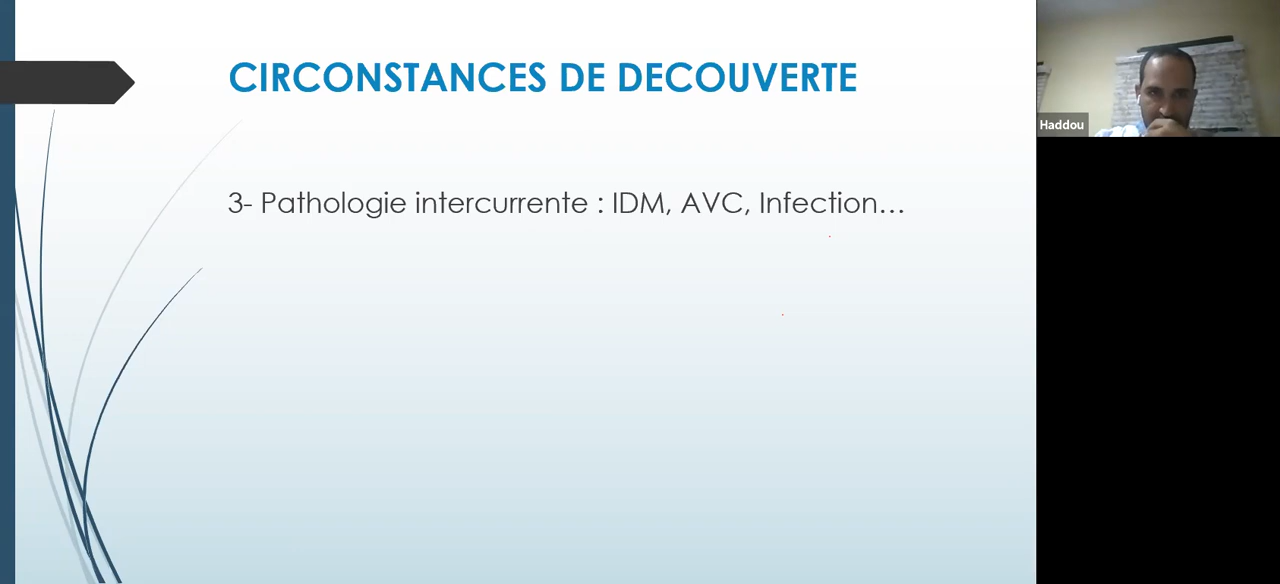 CIRCONSTANCES DE DECOUVERTE
3- Pathologie intercurrente : IDM, AVC, Infection…
Haddou